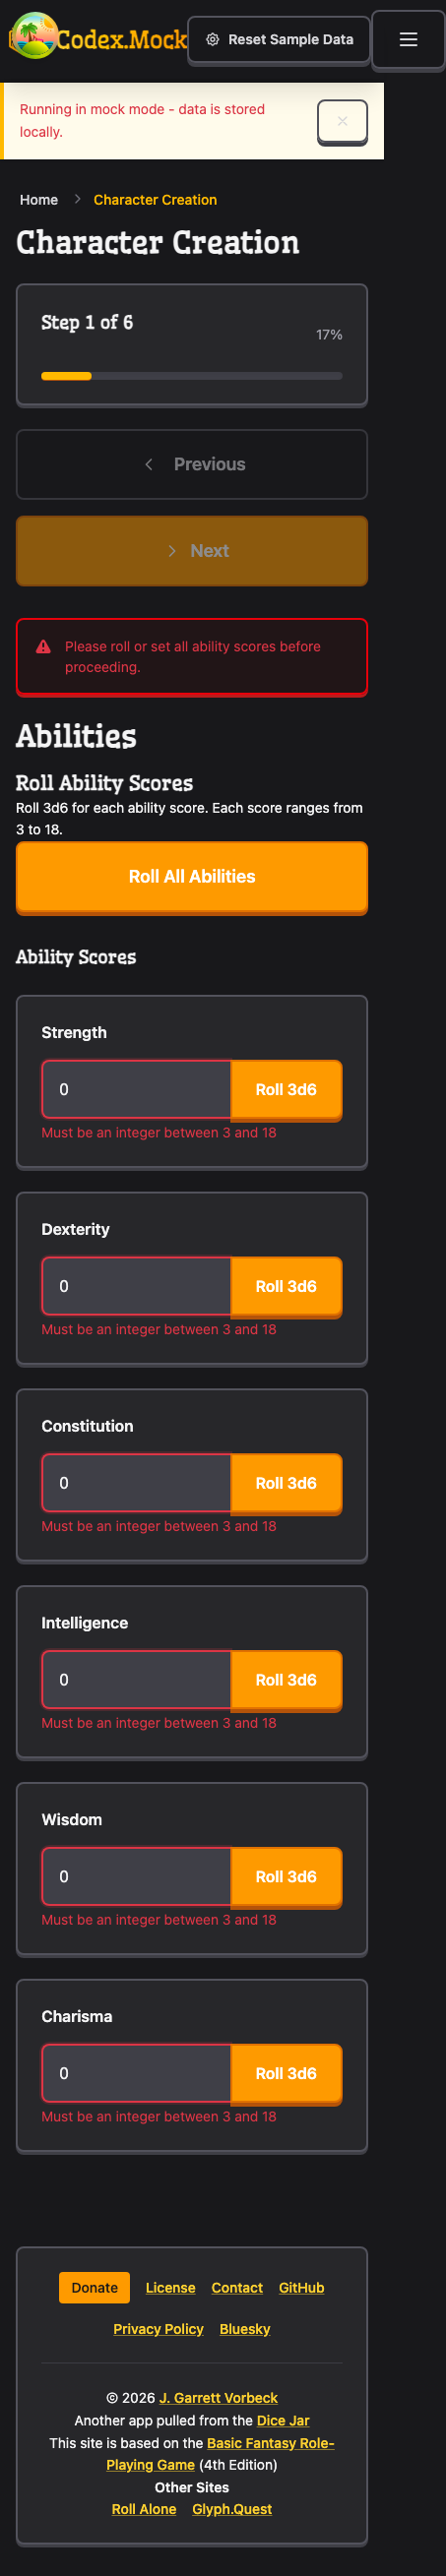 Codex.Mock
Reset Sample Data
Running in mock mode - data is stored
locally.
Home
Character Creation
Character Creation
Step 1 of 6
17%
Previous
Next
Please roll or set all ability scores before
proceeding.
Abilities
Roll Ability Scores
Roll 3d6 for each ability score. Each score ranges from
3 to 18.
Roll All Abilities
Ability Scores
Strength
0
Roll 3d6
Must be an integer between 3 and 18
Dexterity
0
Roll 3d6
Must be an integer between 3 and 18
Constitution
0
Roll 3d6
Must be an integer between 3 and 18
Intelligence
0
Roll 3d6
Must be an integer between 3 and 18
Wisdom
0
Roll 3d6
Must be an integer between 3 and 18
Charisma
0
Roll 3d6
Must be an integer between 3 and 18
Donate License Contact GitHub
Privacy Policy Bluesky
© 2026 J. Garrett Vorbeck
Another app pulled from the Dice Jar
This site is based on the Basic Fantasy Role-
Playing Game (4th Edition)
Other Sites
Roll Alone Glyph.Quest